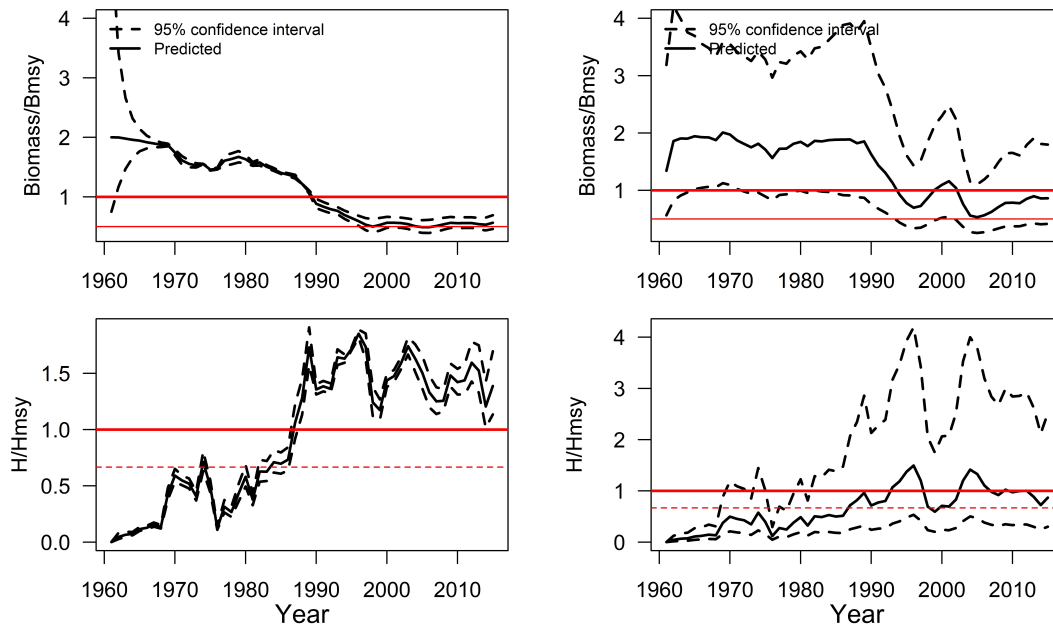 95% confidence interval
Predicted
Biomass/Bmsy
4
3
2
1
1960 1970 1980 1990 2000 2010
95% confidence interval
Predicted
Biomass/Bmsy
4
3
2
1
1960 1970 1980 1990 2000 2010
H/Hmsy
1.5
1.0
0.5
0.0
1960 1970 1980 1990 2000 2010
Year
H/Hmsy
4
3
2
1
0
1960 1970 1980 1990 2000 2010
Year